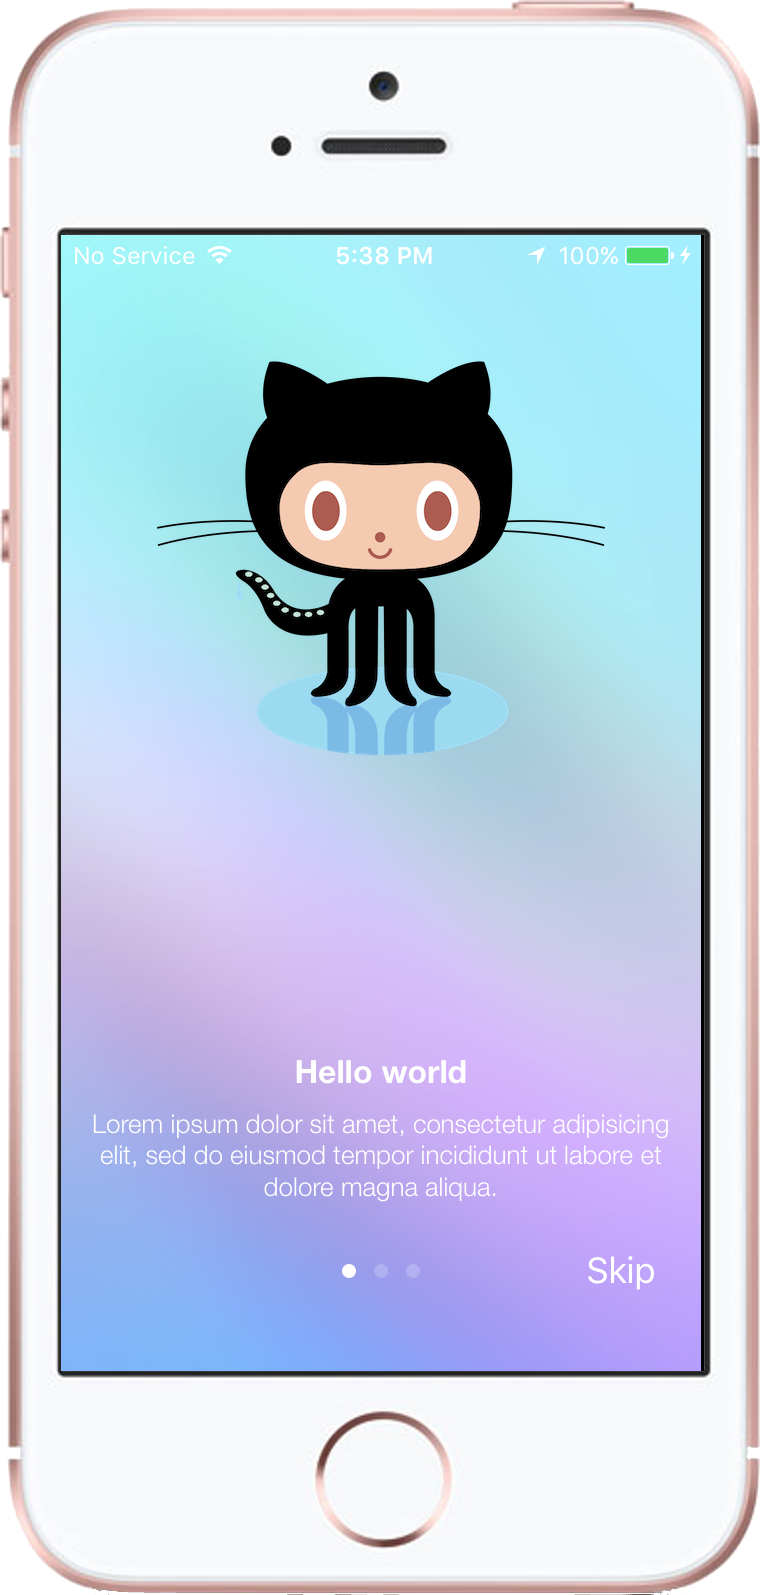 No Service 5:38 PM 100%
Hello world
Lorem ipsum dolor sit amet, consectetur adipisicing
elit, sed do eiusmod tempor incididunt ut labore et
dolore magna aliqua.
Skip